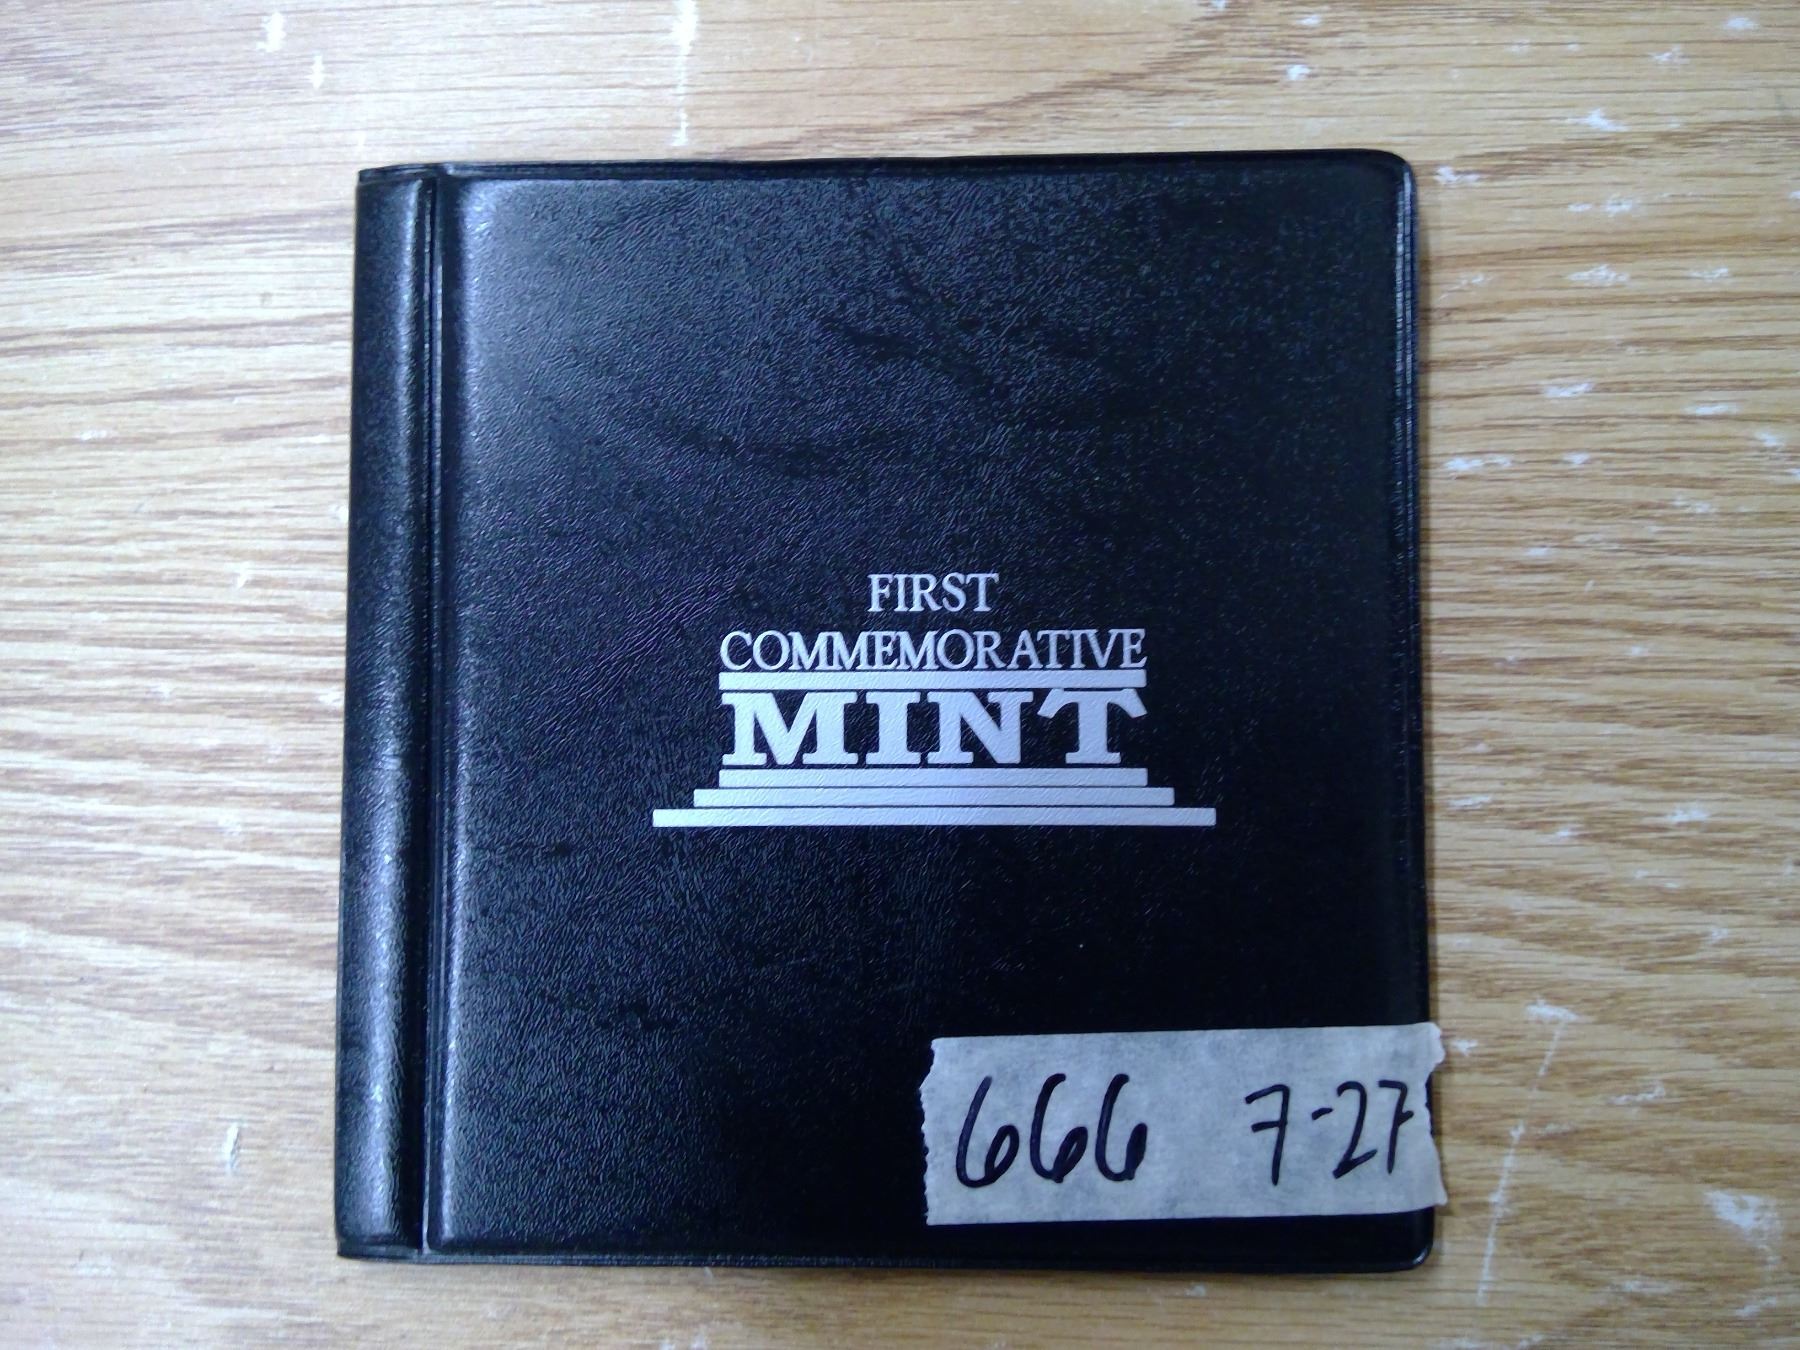 FIRST
COMMEMORATIVE
MINT
666 7-27